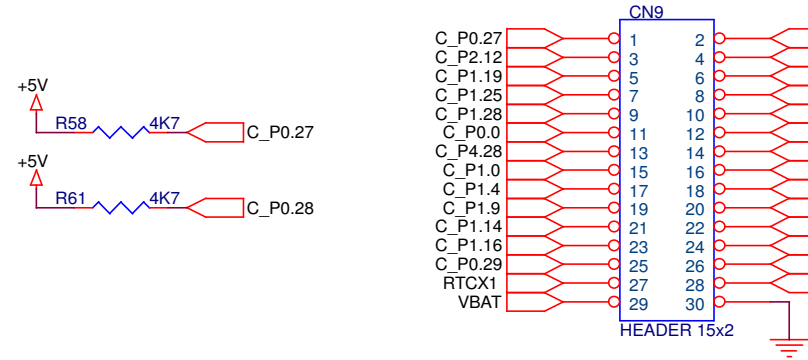 +5V
R58 4K7
C_P0.27
+5V
R61 4K7
C_P0.28
CN9
C_P0.27 1 2
C_P2.12 3 4
C_P1.19 5 6
C_P1.25 7 8
C_P1.28 9 10
C_P0.0 11 12
C_P4.28 13 14
C_P1.0 15 16
C_P1.4 17 18
C_P1.9 19 20
C_P1.14 21 22
C_P1.16 23 24
C_P0.29 25 26
RTCX1 27 28
VBAT 29 30
HEADER 15x2